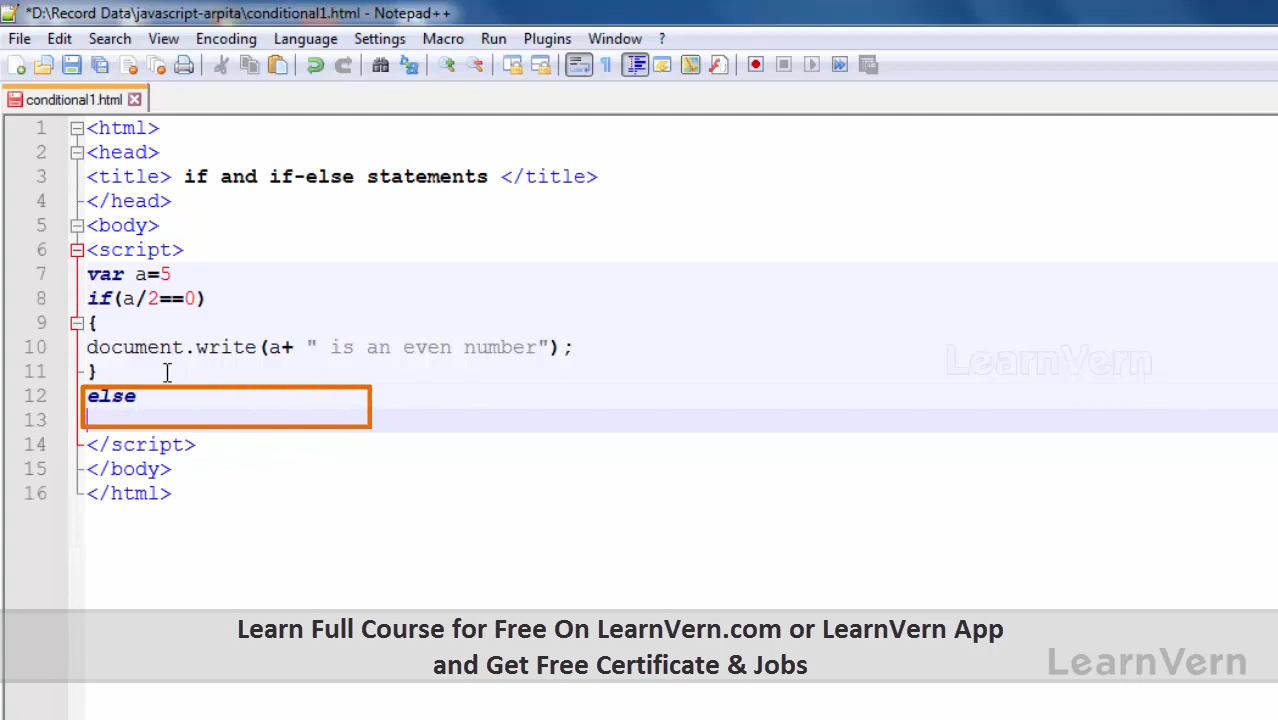 *D:\Record Data\javascript-arpita\conditional1.html - Notepad++
File Edit Search View Encoding Language Settings Macro Run Plugins Window ?
conditional1.html
1 <html>
2 <head>
3 <title> if and if-else statements </title>
4 </head>
5 <body>
6 <script>
7 var a=5
8 if(a/2==0)
9 {
10 document.write(a+ " is an even number");
11 }
12 else
13
14 </script>
15 </body>
16 </html>
LearnVern
Learn Full Course for Free On LearnVern.com or LearnVern App
and Get Free Certificate & Jobs
LearnVern